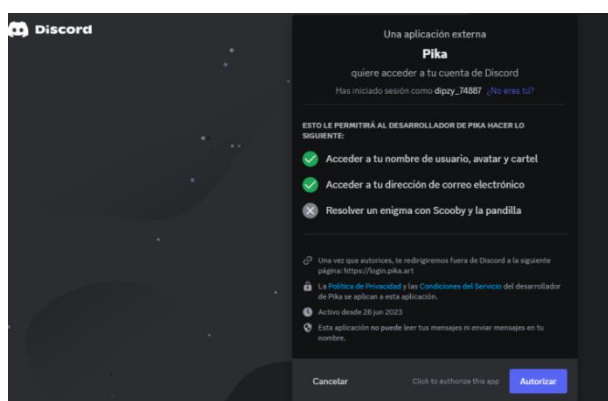 Discord
Una aplicación externa
Pika
quiere acceder a tu cuenta de Discord
Has iniciado sesión como dipzy_74887 ¿No eres tú?
ESTO LE PERMITIRÁ AL DESARROLLADOR DE PIKA HACER LO
SIGUIENTE:
Acceder a tu nombre de usuario, avatar y cartel
Acceder a tu dirección de correo electrónico
Resolver un enigma con Scooby y la pandilla
Una vez que autorices, te redirigiremos fuera de Discord a la siguiente
página: https://login.pika.art
La Política de Privacidad y las Condiciones del Servicio del desarrollador
de Pika se aplican a esta aplicación.
Activo desde 28 jun 2023
Esta aplicación no puede leer tus mensajes ni enviar mensajes en tu
nombre.
Cancelar
Click to authorize this app
Autorizar